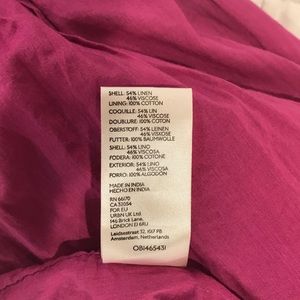 SHELL: 54% LINEN
46% VISCOSE
LINING: 100% COTTON
COQUILLE: 54% LIN
46% VISCOSE
DOUBLURE: 100% COTON
OBERSTOFF: 54% LEINEN
46% VISKOSE
FUTTER: 100% BAUMWOLLE
SHELL: 54% LINO
46% VISCOSA
FODERA: 100% COTONE
EXTERIOR: 54% LINO
46% VISCOSA
FORRO: 100% ALGODON
MADE IN INDIA
HECHO EN INDIA
RN 66170
CA 32054
FOR EU
URBN UK Ltd.
146 Brick Lane,
LONDON E1 6RU
Leidsestraat 32, 1017 PB
Amsterdam, Netherlands
OB1465431